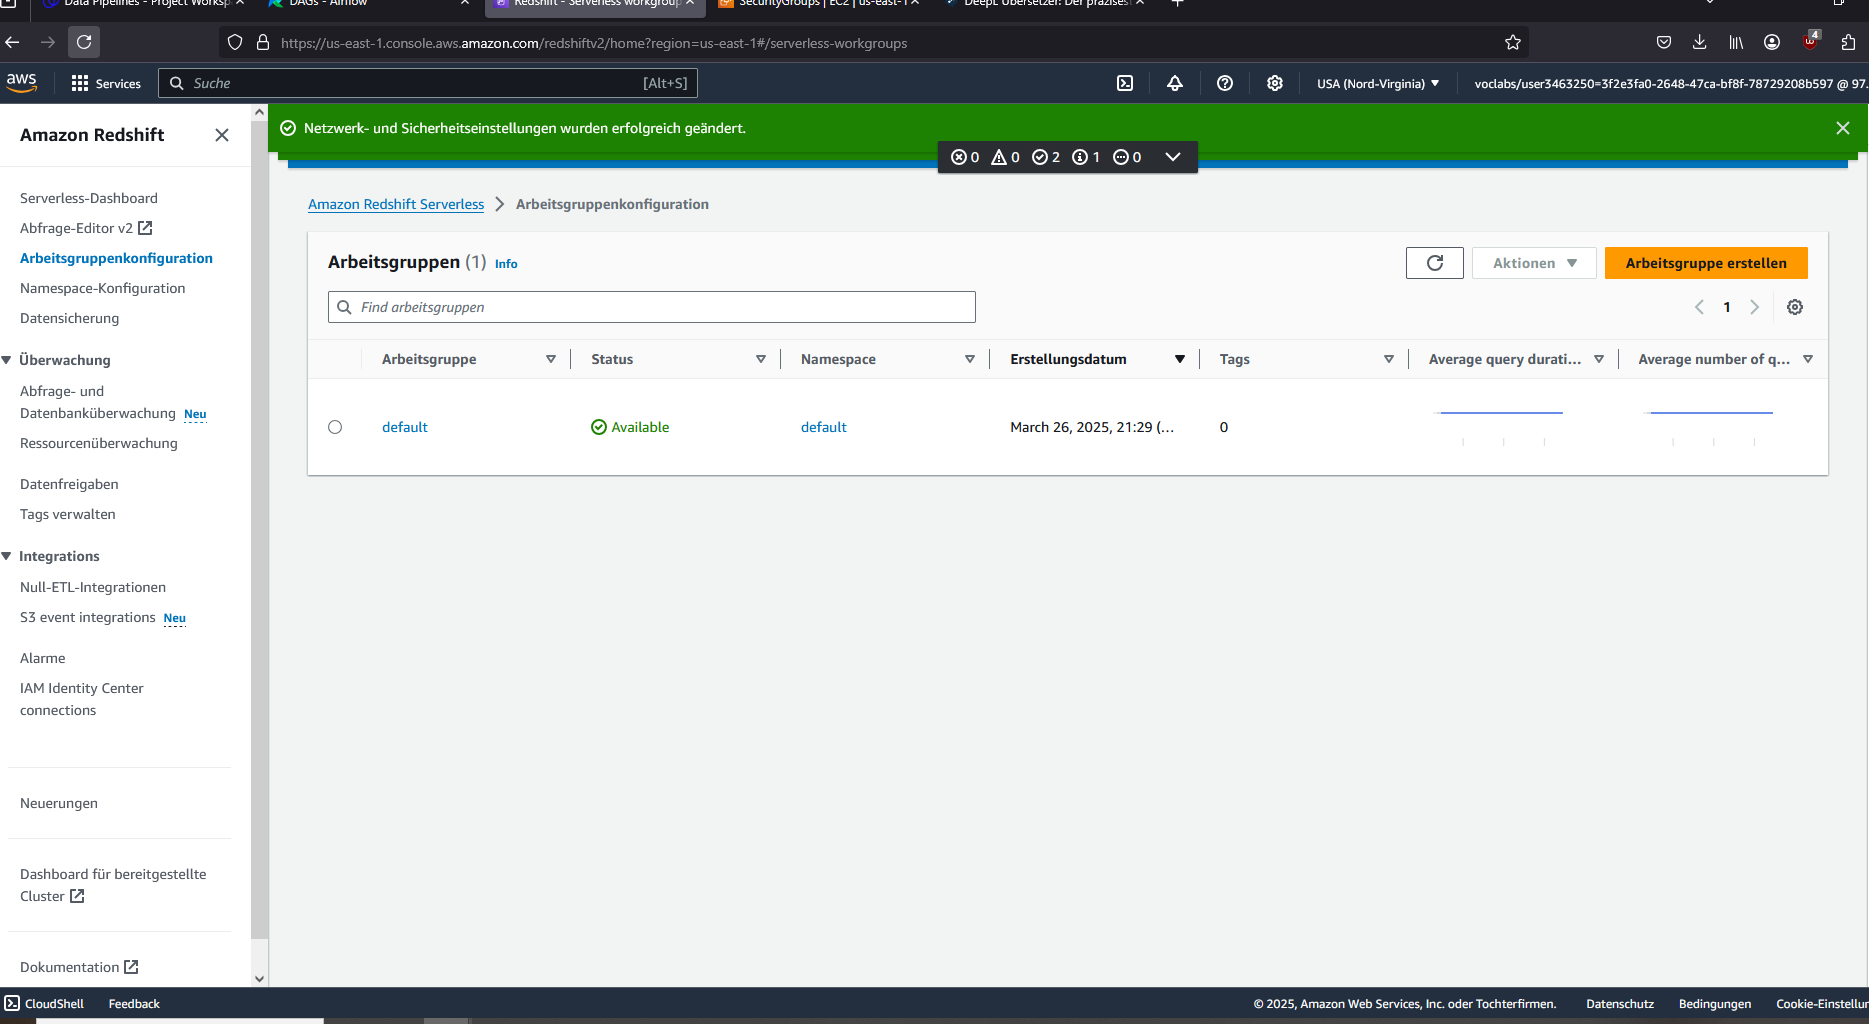 Data Pipelines - Project Worksp
DAGs - Airflow
Redshift - Serverless workgroup
SecurityGroups | EC2 | us-east-1
DeepL Übersetzer: Der präzisest
https://us-east-1.console.aws.amazon.com/redshiftv2/home?region=us-east-1#/serverless-workgroups
4
aws
Services
Suche
[Alt+S]
USA (Nord-Virginia)
voclabs/user3463250=3f2e3fa0-2648-47ca-bf8f-78729208b597 @ 97.
Amazon Redshift
Serverless-Dashboard
Abfrage-Editor v2
Arbeitsgruppenkonfiguration
Namespace-Konfiguration
Datensicherung
Überwachung
Abfrage- und
Datenbanküberwachung Neu
Ressourcenüberwachung
Datenfreigaben
Tags verwalten
Integrations
Null-ETL-Integrationen
S3 event integrations Neu
Alarme
IAM Identity Center
connections
Neuerungen
Dashboard für bereitgestellte
Cluster
Dokumentation
Netzwerk- und Sicherheitseinstellungen wurden erfolgreich geändert.
0 0 2 1 0
Amazon Redshift Serverless Arbeitsgruppenkonfiguration
Arbeitsgruppen (1) Info
Aktionen
Arbeitsgruppe erstellen
Find arbeitsgruppen
1
Arbeitsgruppe Status Namespace Erstellungsdatum Tags Average query durati... Average number of q...
default Available default March 26, 2025, 21:29 (... 0
CloudShell Feedback
© 2025, Amazon Web Services, Inc. oder Tochterfirmen. Datenschutz Bedingungen Cookie-Einstellur